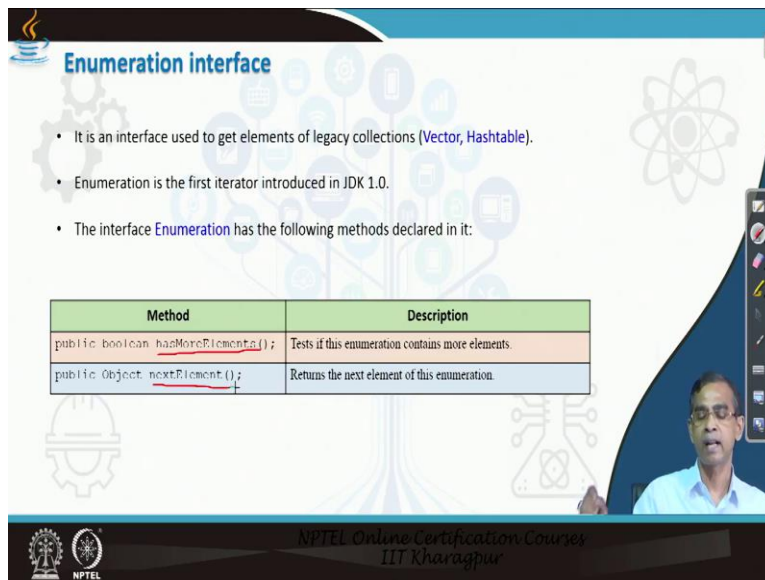 Enumeration interface
• It is an interface used to get elements of legacy collections (Vector, Hashtable).
• Enumeration is the first iterator introduced in JDK 1.0.
• The interface Enumeration has the following methods declared in it:
Method Description
public boolean hasMoreElements(); Tests if this enumeration contains more elements.
public Object nextElement(); Returns the next element of this enumeration.
NPTEL Online Certification Courses
IIT Kharagpur
NPTEL